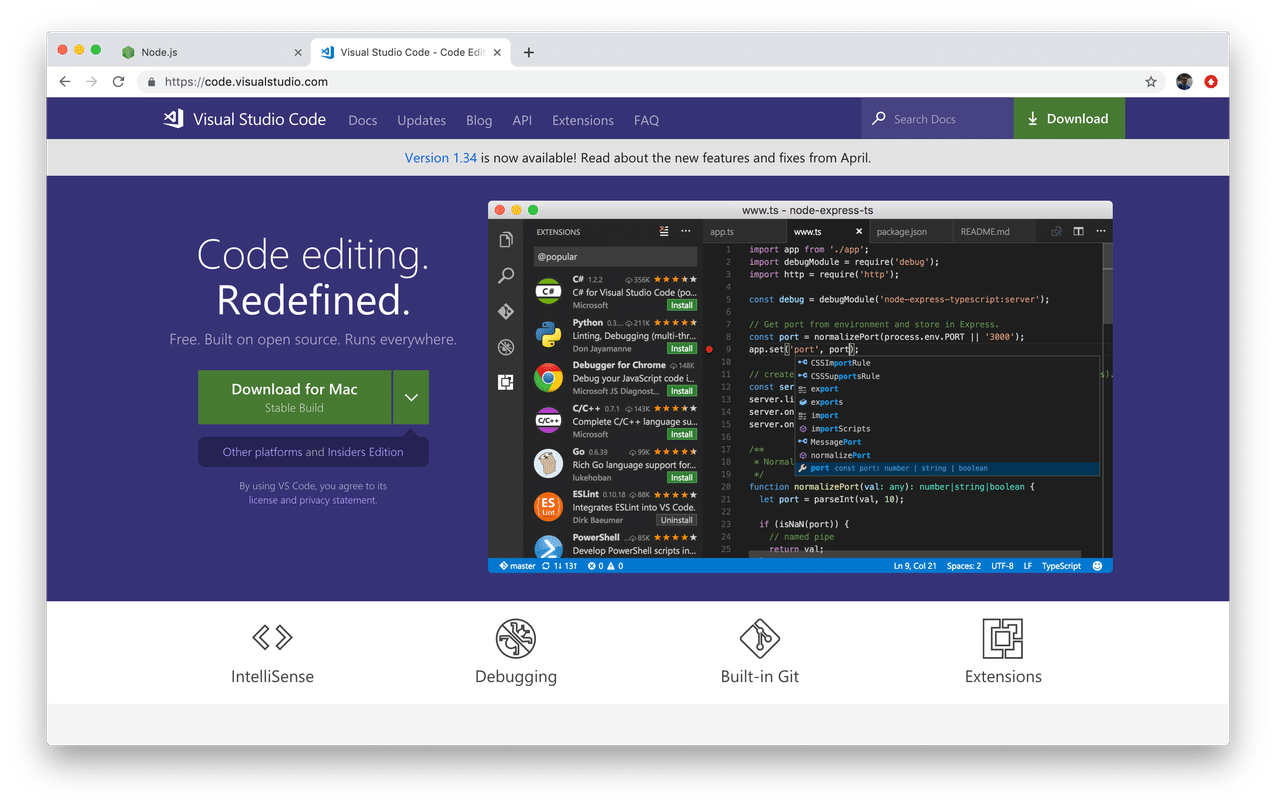 Node.js
Visual Studio Code - Code Edit
https://code.visualstudio.com
Visual Studio Code Docs Updates Blog API Extensions FAQ
Search Docs
Download
Version 1.34 is now available! Read about the new features and fixes from April.
Code editing.
Redefined.
Free. Built on open source. Runs everywhere.
Download for Mac
Stable Build
Other platforms and Insiders Edition
By using VS Code, you agree to its
license and privacy statement.
www.ts - node-express-ts
EXTENSIONS
@popular
C# 1.2.2 356K
C# for Visual Studio Code (po...
Microsoft Install
Python 0.3... 211K
Linting, Debugging (multi-thr...
Don Jayamanne Install
Debugger for Chrome 148K
Debug your JavaScript code i...
Microsoft JS Diagnost... Install
C/C++ 0.7.1 143K
Complete C/C++ language su...
Microsoft Install
Go 0.6.39 99K
Rich Go language support for...
lukehoban Install
ESLint 0.10.18 88K
Integrates ESLint into VS Code.
Dirk Baeumer Uninstall
PowerShell ... 85K
Develop PowerShell scripts in...
C#
C/C++
ES
Lint
app.ts www.ts package.json README.md
1 import app from './app';
2 import debugModule = require('debug');
3 import http = require('http');
4
5 const debug = debugModule('node-express-typescript:server');
6
7 // Get port from environment and store in Express.
8 const port = normalizePort(process.env.PORT || '3000');
9 app.set('port', port);
10
11 // create s).
12 const ser
13 server.li
14 server.on
15 server.on
16
17 /**
18 * Normal
19 */
20 function normalizePort(val: any): number|string|boolean {
21 let port = parseInt(val, 10);
22
23 if (isNaN(port)) {
24 // named pipe
25 return val;
CSSImportRule
CSSSupportsRule
export
exports
import
importScripts
MessagePort
normalizePort
port const port: number | string | boolean
master 1↓ 13↑ 0 0
Ln 9, Col 21 Spaces: 2 UTF-8 LF TypeScript
IntelliSense
Debugging
Built-in Git
Extensions